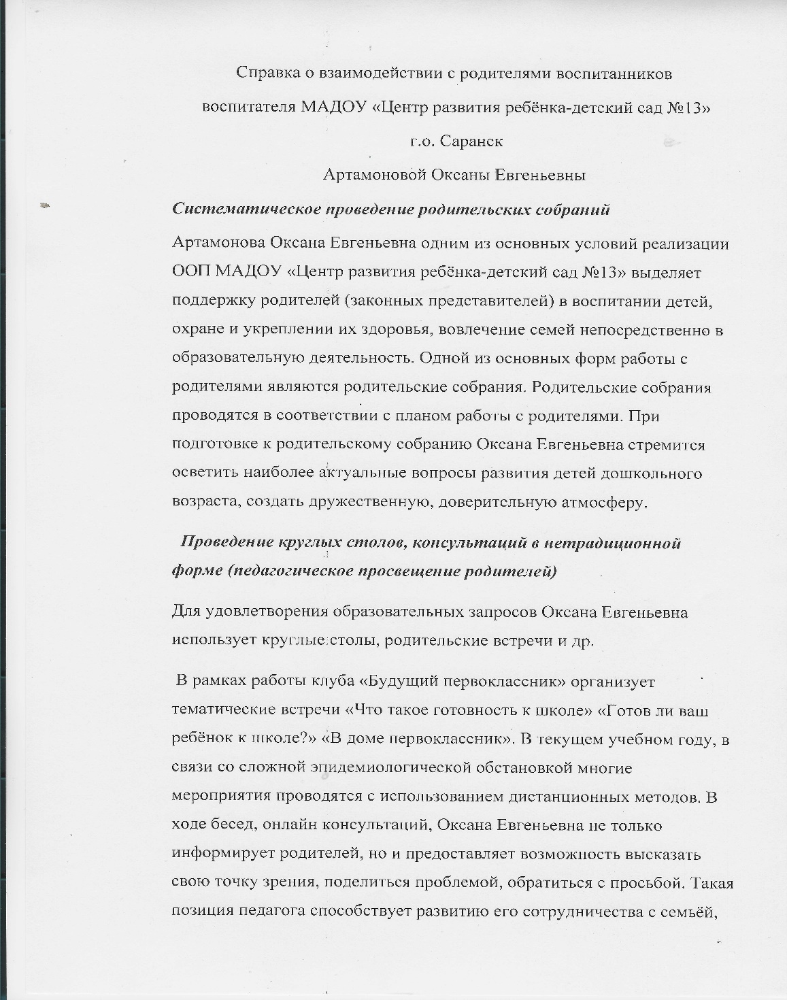 Справка о взаимодействии с родителями воспитанников
воспитателя МАДОУ «Центр развития ребёнка-детский сад №13»
г.о. Саранск
Артамоновой Оксаны Евгеньевны
Систематическое проведение родительских собраний
Артамонова Оксана Евгеньевна одним из основных условий реализации
ООП МАДОУ «Центр развития ребёнка-детский сад №13» выделяет
поддержку родителей (законных представителей) в воспитании детей,
охране и укреплении их здоровья, вовлечение семей непосредственно в
образовательную деятельность. Одной из основных форм работы с
родителями являются родительские собрания. Родительские собрания
проводятся в соответствии с планом работы с родителями. При
подготовке к родительскому собранию Оксана Евгеньевна стремится
осветить наиболее актуальные вопросы развития детей дошкольного
возраста, создать дружественную, доверительную атмосферу.
Проведение круглых столов, консультаций в нетрадиционной
форме (педагогическое просвещение родителей)
Для удовлетворения образовательных запросов Оксана Евгеньевна
использует круглые столы, родительские встречи и др.
В рамках работы клуба «Будущий первоклассник» организует
тематические встречи «Что такое готовность к школе» «Готов ли ваш
ребёнок к школе?» «В доме первоклассник». В текущем учебном году, в
связи со сложной эпидемиологической обстановкой многие
мероприятия проводятся с использованием дистанционных методов. В
ходе бесед, онлайн консультаций, Оксана Евгеньевна не только
информирует родителей, но и предоставляет возможность высказать
свою точку зрения, поделиться проблемой, обратиться с просьбой. Такая
позиция педагога способствует развитию его сотрудничества с семьёй,